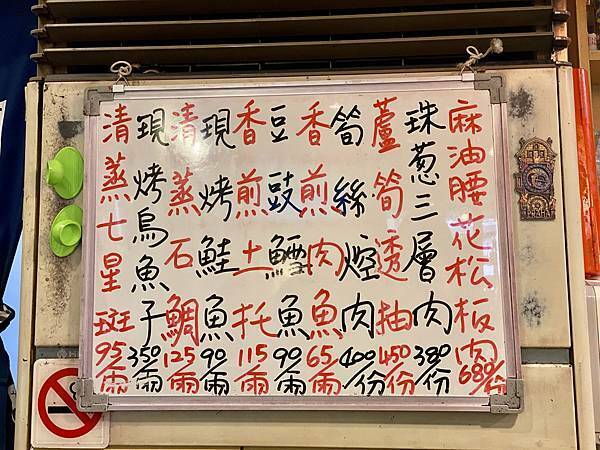 麻油腰花松板肉680/份
珠葱三層肉380/份
蘆筍透抽450/份
筍絲焢肉400/份
香煎肉魚65/兩
豆豉鱈魚90/兩
香煎土魠115/兩
現烤鮭魚90/兩
清蒸石鯛125/兩
現烤烏魚子350/兩
清蒸七星斑95/兩